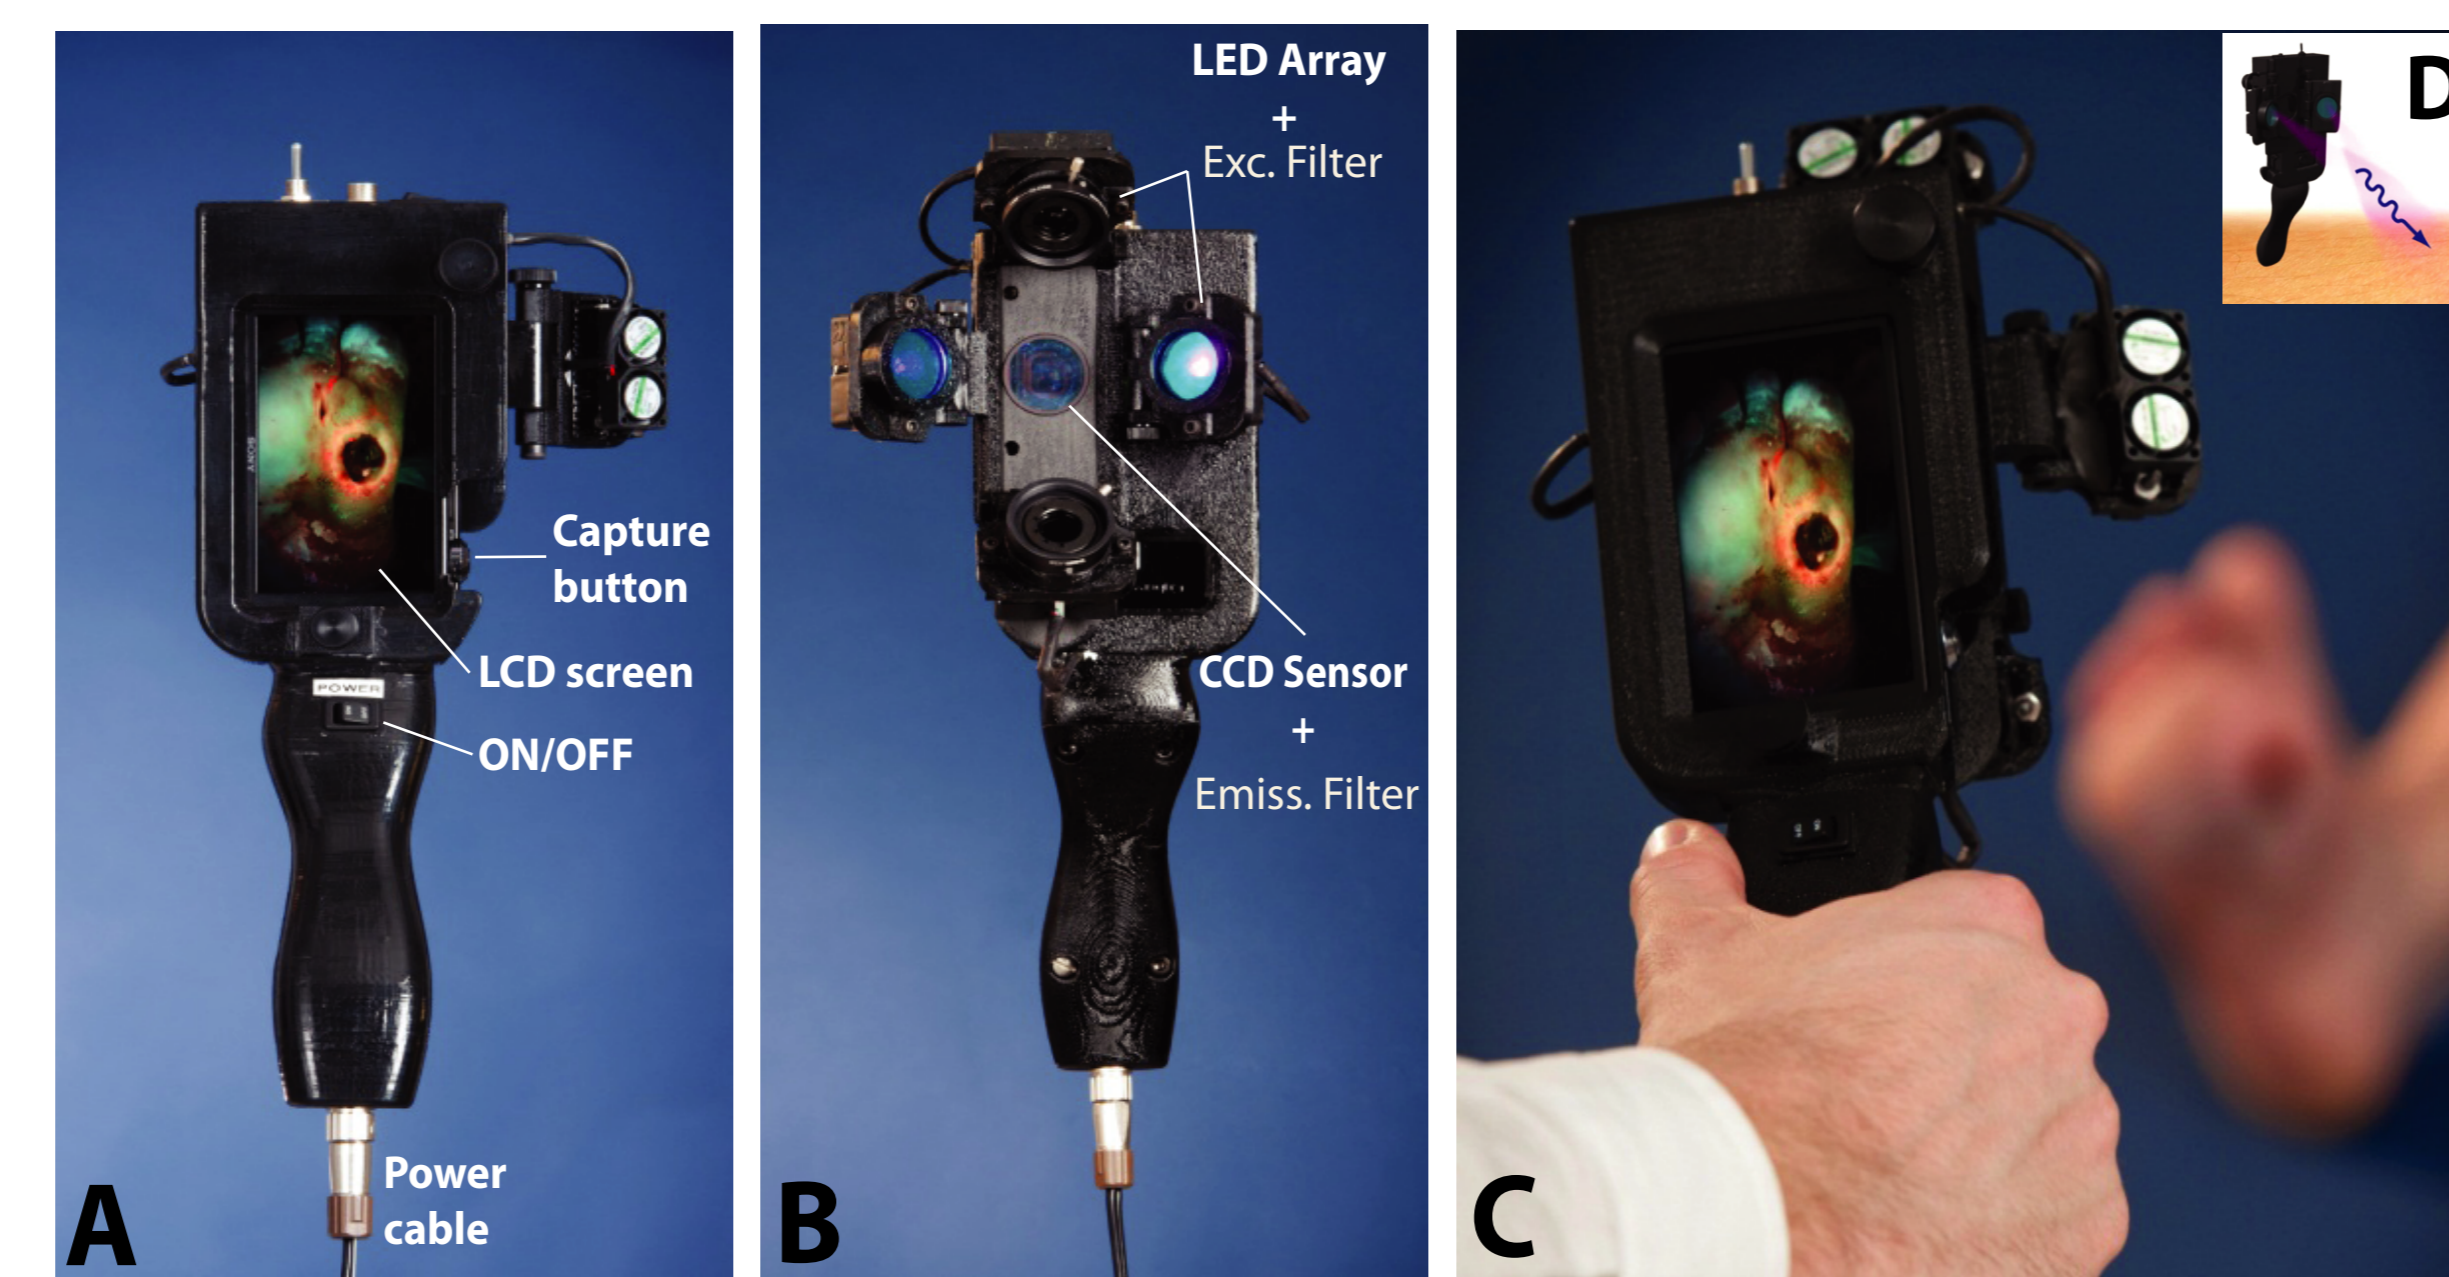 SONY
Capture
button
LCD screen
POWER
ON/OFF
Power
cable
A
LED Array
+
Exc. Filter
CCD Sensor
+
Emiss. Filter
B
C
D